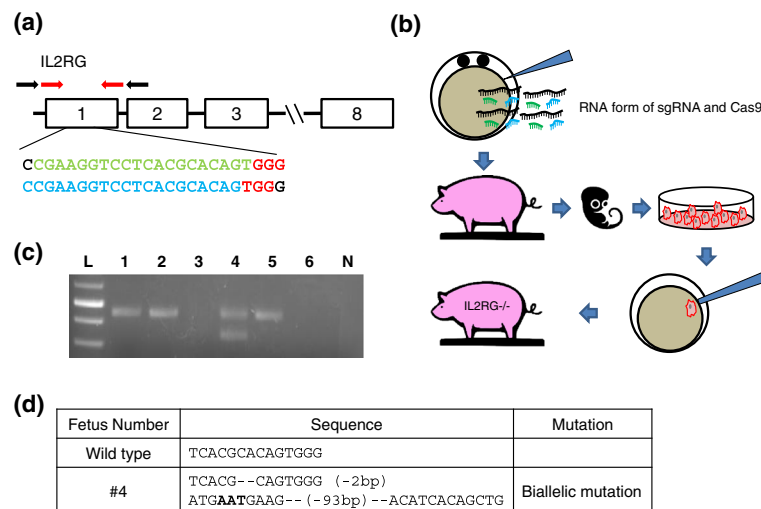 (a)
IL2RG
1 2 3 8
CCGAAGGTCCTCACGCACAGTGGG
CCGAAGGTCCTCACGCACAGTGGG
(b)
RNA form of sgRNA and Cas9
IL2RG-/-
(c)
L 1 2 3 4 5 6 N
(d)
Fetus Number Sequence Mutation
Wild type TCACGCACAGTGGG
#4 TCACG--CAGTGGG (-2bp) Biallelic mutation
ATGAATGAAG--(-93bp)--ACATCACAGCTG